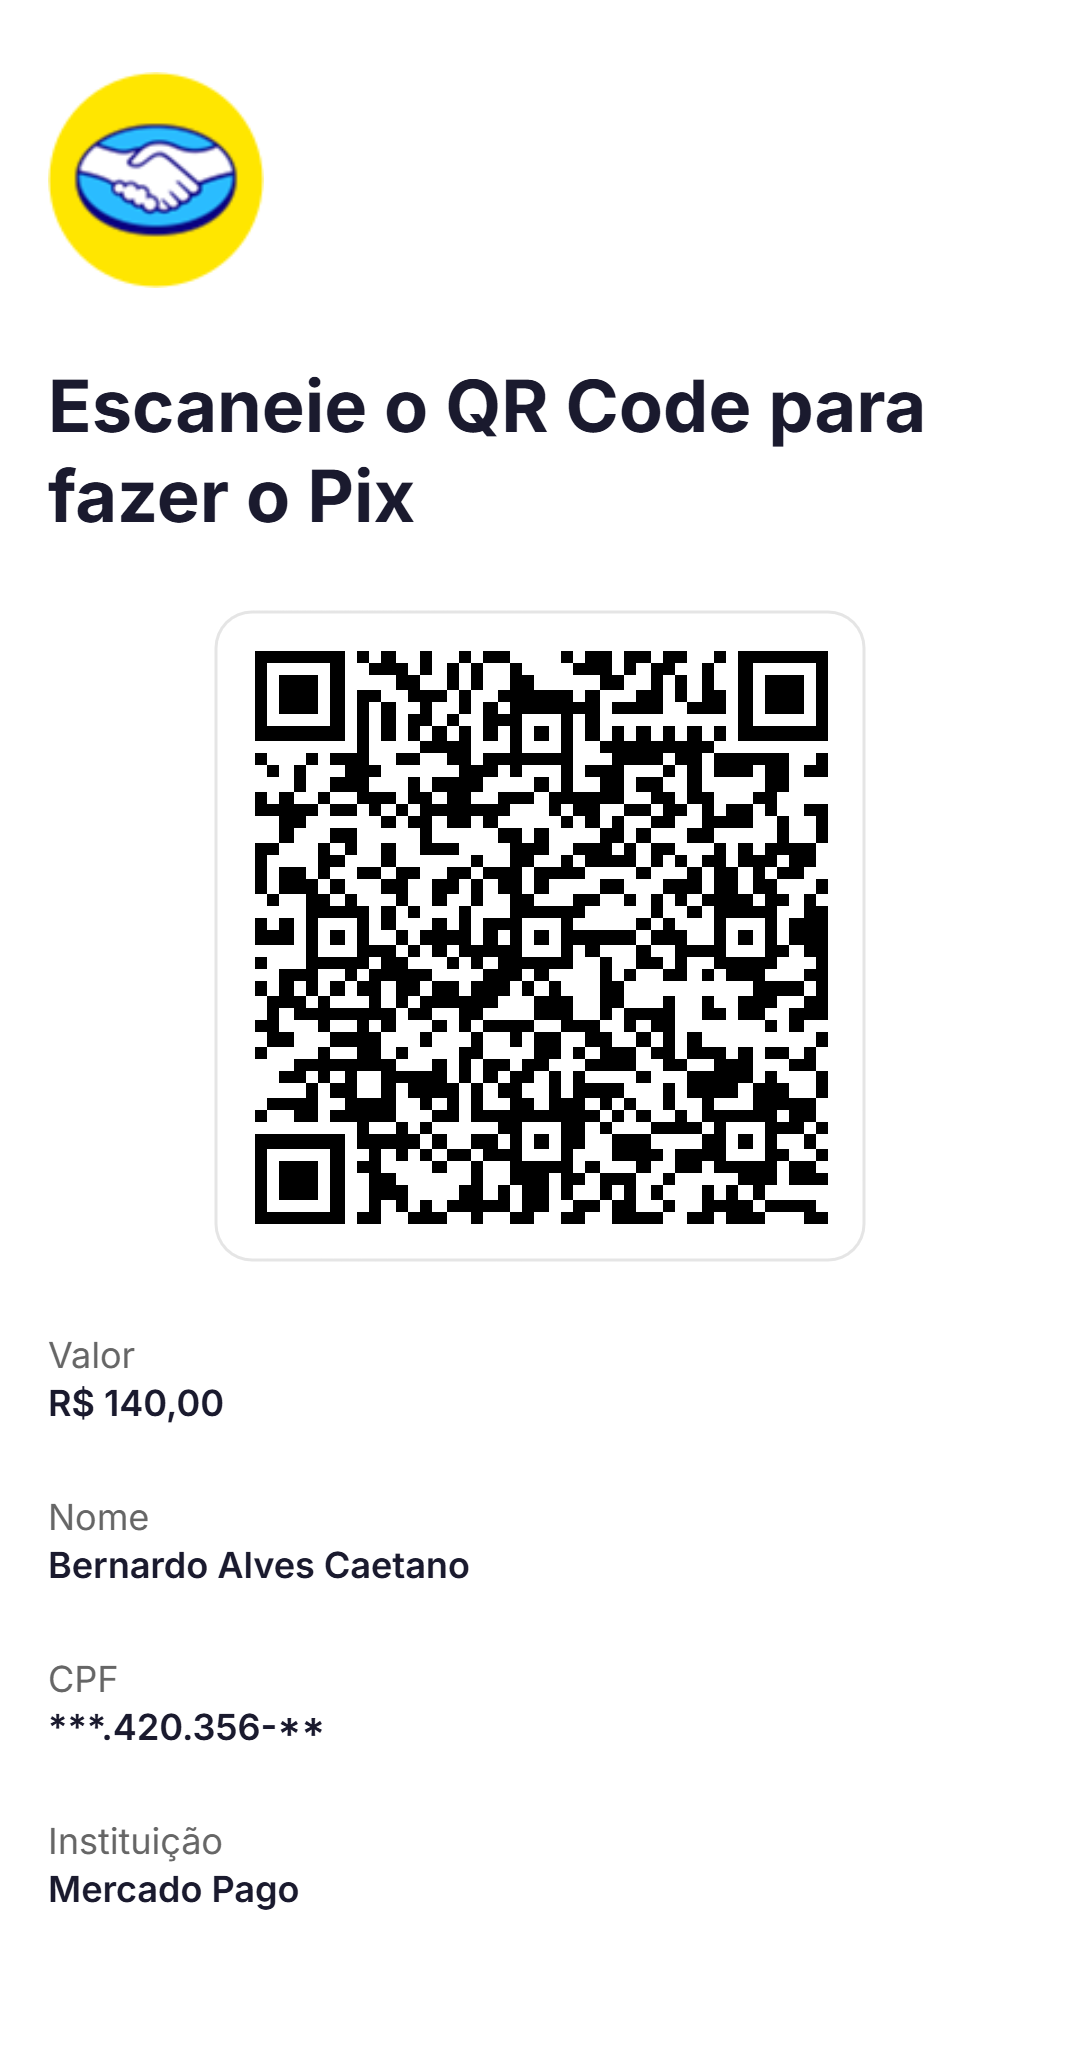 Escaneie o QR Code para
fazer o Pix
Valor
R$ 140,00
Nome
Bernardo Alves Caetano
CPF
***.420.356-**
Instituição
Mercado Pago